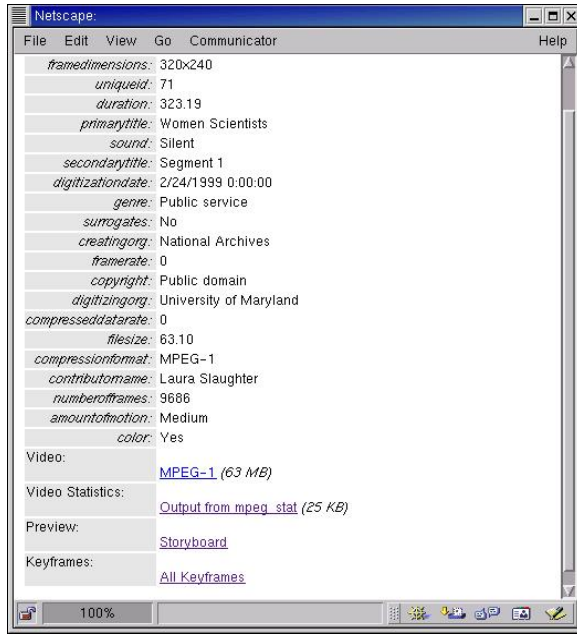 Netscape:
File Edit View Go Communicator Help
framedimensions: 320x240
uniqueid: 71
duration: 323.19
primarytitle: Women Scientists
sound: Silent
secondarytitle: Segment 1
digitizationdate: 2/24/1999 0:00:00
genre: Public service
surrogates: No
creatingorg: National Archives
framerate: 0
copyright: Public domain
digitizingorg: University of Maryland
compresseddatarate: 0
filesize: 63.10
compressionformat: MPEG-1
contributorname: Laura Slaughter
numberofframes: 9686
amountofmotion: Medium
color: Yes
Video:
MPEG-1 (63 MB)
Video Statistics:
Output from mpeg_stat (25 KB)
Preview:
Storyboard
Keyframes:
All Keyframes
100%